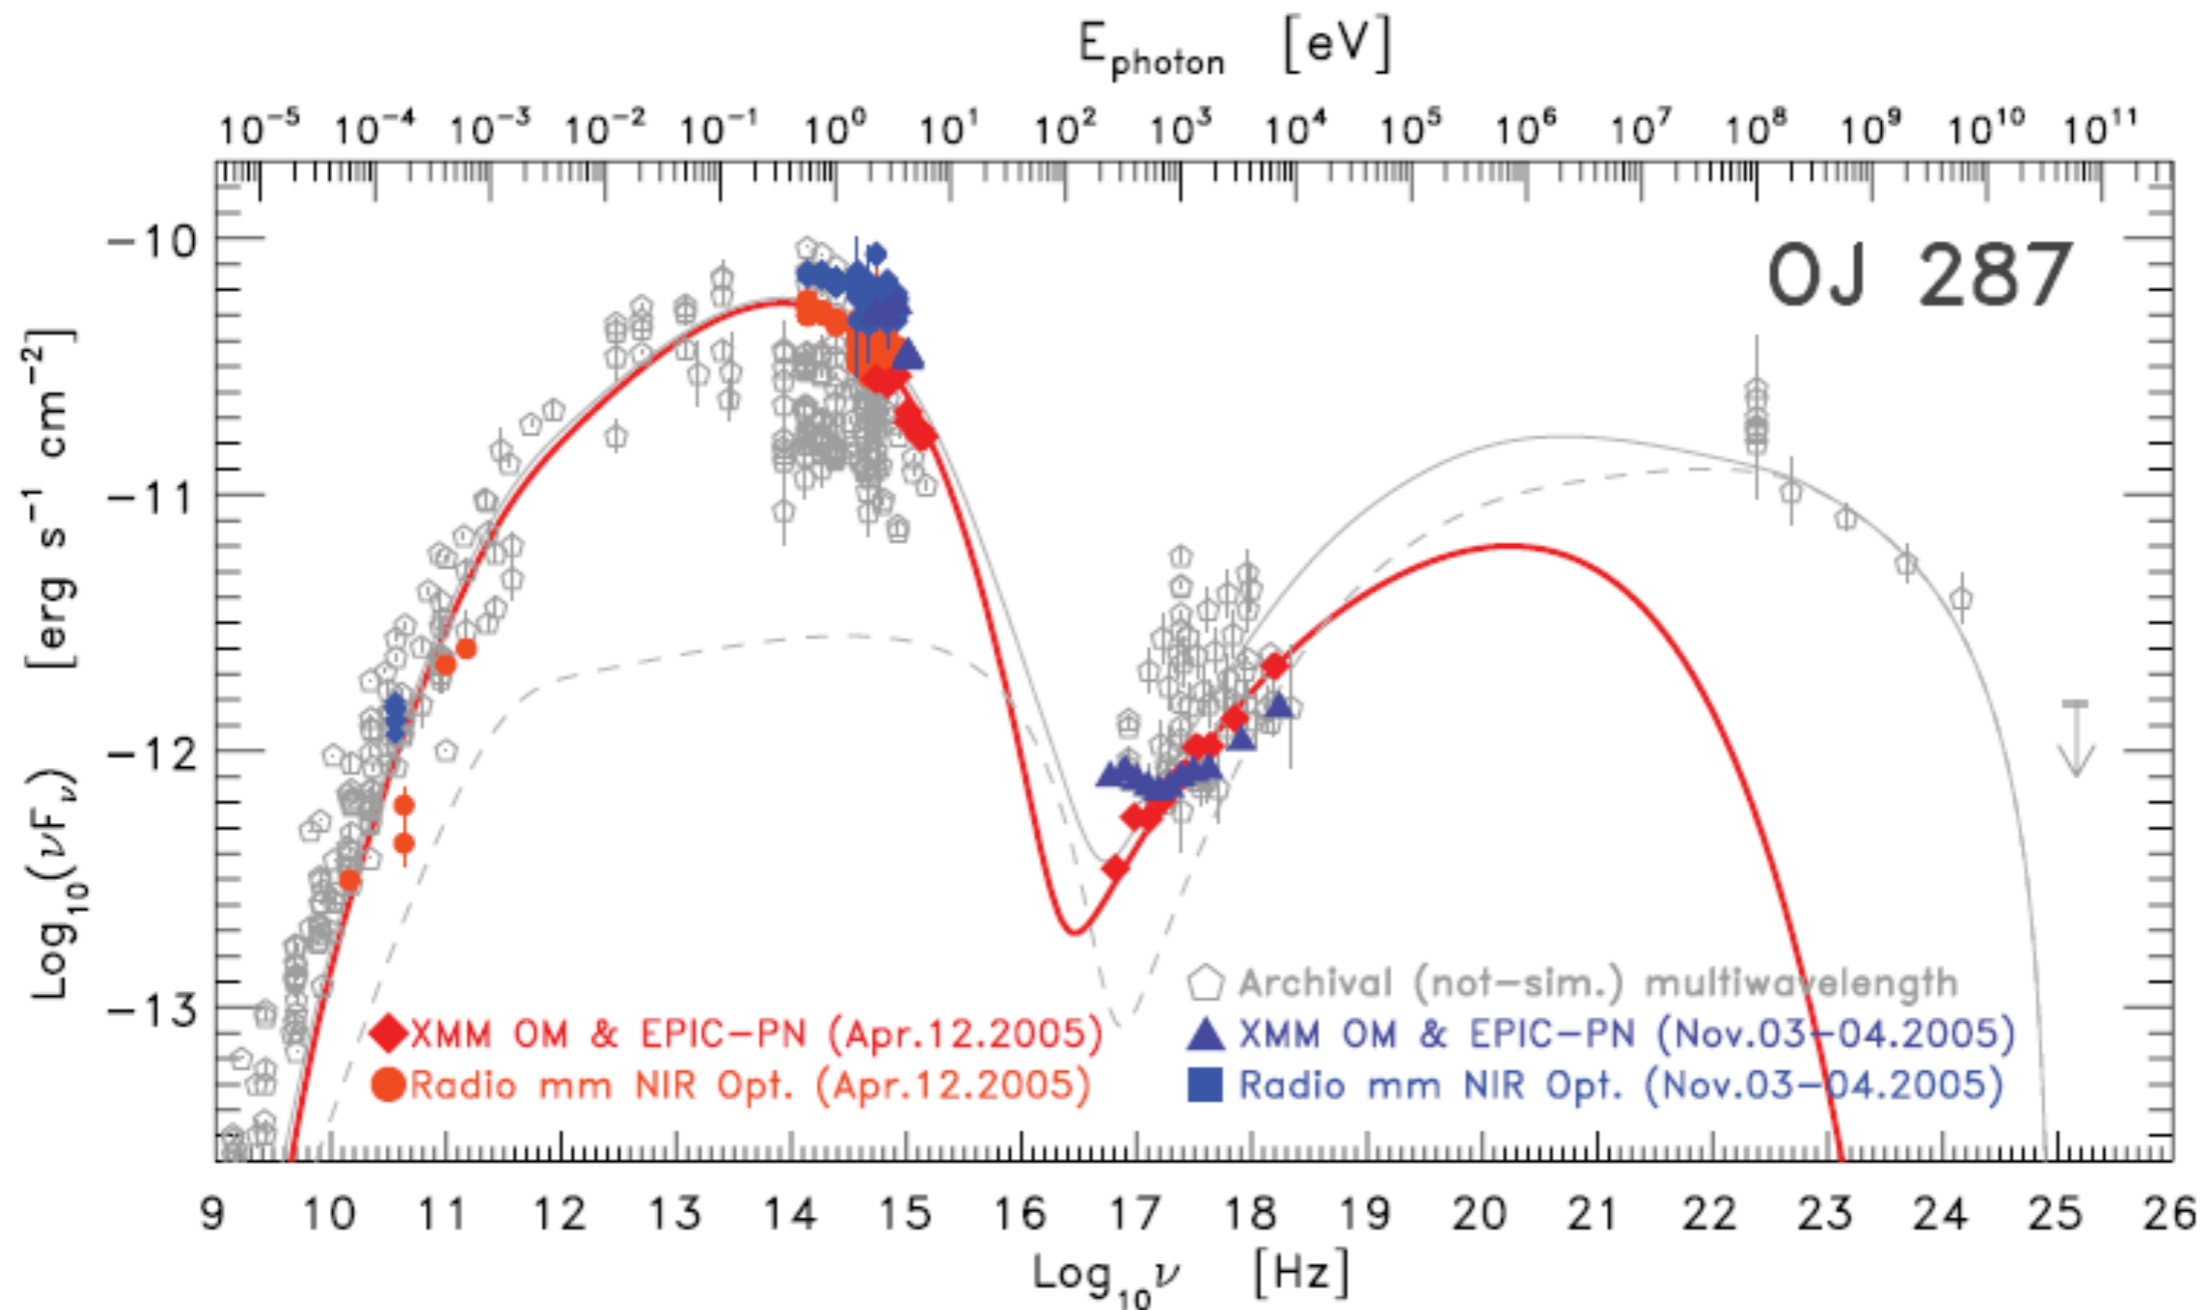 E_photon [eV]
10^-5 10^-4 10^-3 10^-2 10^-1 10^0 10^1 10^2 10^3 10^4 10^5 10^6 10^7 10^8 10^9 10^10 10^11
OJ 287
-10
-11
-12
-13
Log_10(νF_ν) [erg s^-1 cm^-2]
Archival (not-sim.) multiwavelength
XMM OM & EPIC-PN (Apr.12.2005)
XMM OM & EPIC-PN (Nov.03-04.2005)
Radio mm NIR Opt. (Apr.12.2005)
Radio mm NIR Opt. (Nov.03-04.2005)
9 10 11 12 13 14 15 16 17 18 19 20 21 22 23 24 25 26
Log_10 ν [Hz]